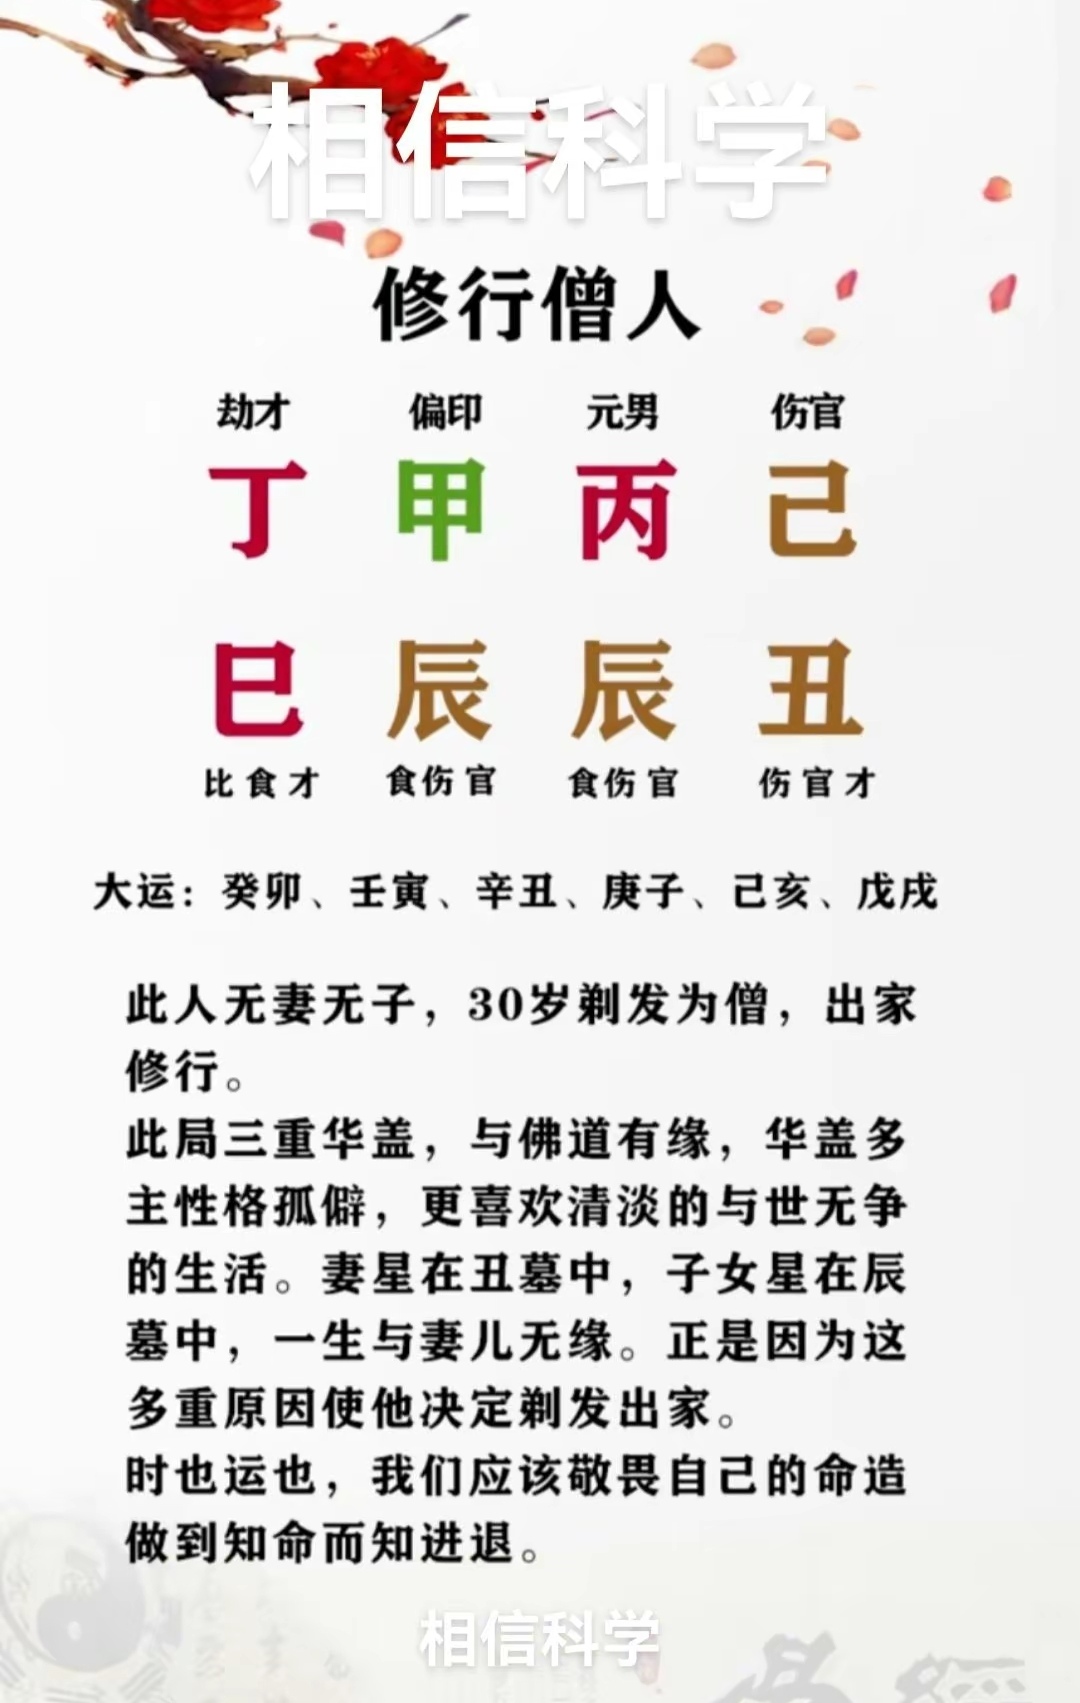 相信科学
修行僧人
劫才 偏印 元男 伤官
丁 甲 丙 己
巳 辰 辰 丑
比食才 食伤官 食伤官 伤官才
大运：癸卯、壬寅、辛丑、庚子、己亥、戊戌
此人无妻无子，30岁剃发为僧，出家
修行。
此局三重华盖，与佛道有缘，华盖多
主性格孤僻，更喜欢清淡的与世无争
的生活。妻星在丑墓中，子女星在辰
墓中，一生与妻儿无缘。正是因为这
多重原因使他决定剃发出家。
时也运也，我们应该敬畏自己的命造
做到知命而知进退。
相信科学